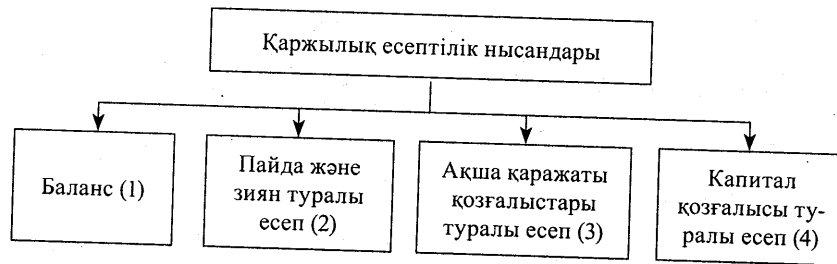 Қаржылық есептілік нысандары
Баланс (1)
Пайда және
зиян туралы
есеп (2)
Ақша қаражаты
қозғалыстары
туралы есеп (3)
Капитал
қозғалысы ту-
ралы есеп (4)